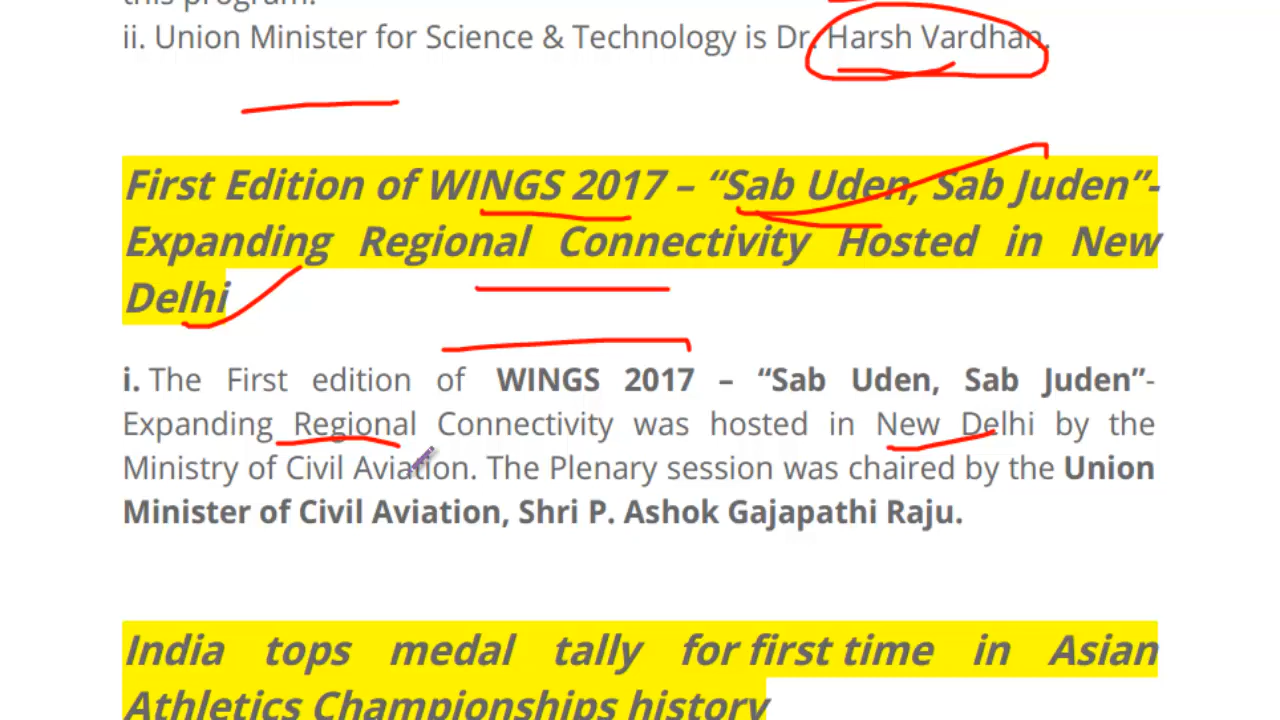 this program.
ii. Union Minister for Science & Technology is Dr. Harsh Vardhan.
First Edition of WINGS 2017 – “Sab Uden, Sab Juden”-
Expanding Regional Connectivity Hosted in New
Delhi
i. The First edition of WINGS 2017 – “Sab Uden, Sab Juden”-
Expanding Regional Connectivity was hosted in New Delhi by the
Ministry of Civil Aviation. The Plenary session was chaired by the Union
Minister of Civil Aviation, Shri P. Ashok Gajapathi Raju.
India tops medal tally for first time in Asian
Athletics Championships history